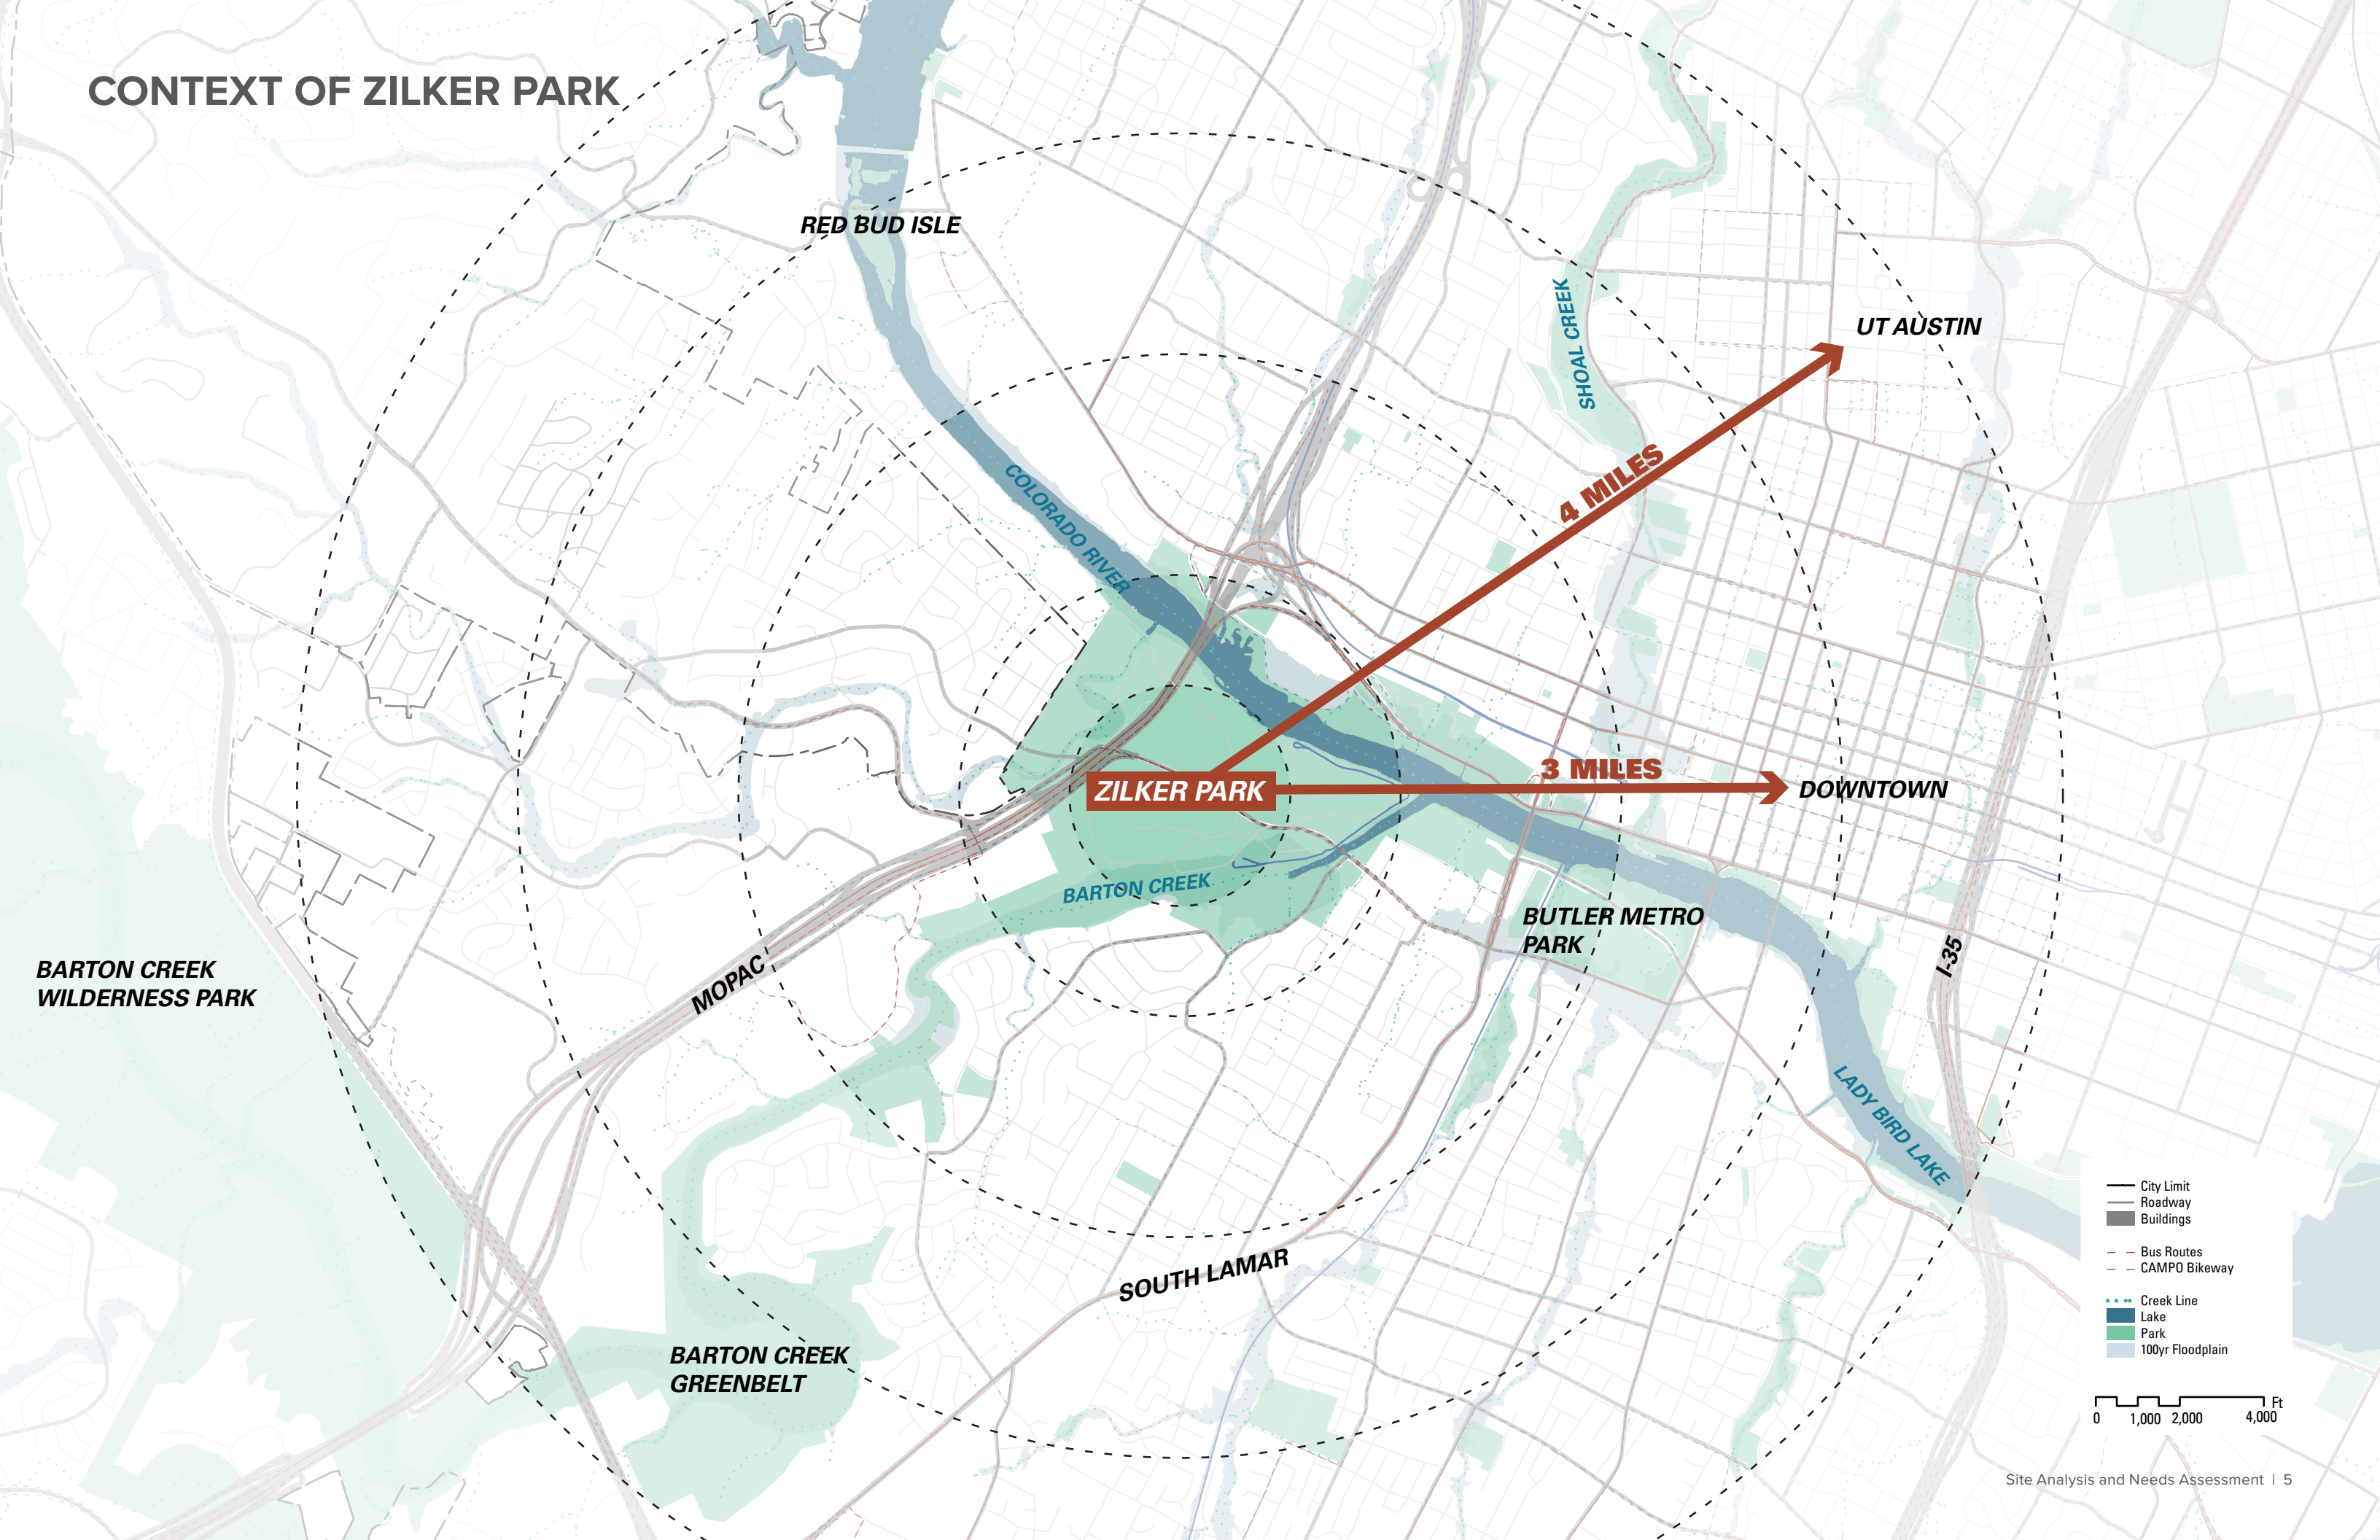 CONTEXT OF ZILKER PARK
RED BUD ISLE
SHOAL CREEK
UT AUSTIN
4 MILES
COLORADO RIVER
ZILKER PARK
3 MILES
DOWNTOWN
BARTON CREEK
BUTLER METRO
PARK
I-35
MOPAC
BARTON CREEK
WILDERNESS PARK
LADY BIRD LAKE
SOUTH LAMAR
BARTON CREEK
GREENBELT
City Limit
Roadway
Buildings
Bus Routes
CAMPO Bikeway
Creek Line
Lake
Park
100yr Floodplain
Ft
0 1,000 2,000 4,000
Site Analysis and Needs Assessment | 5